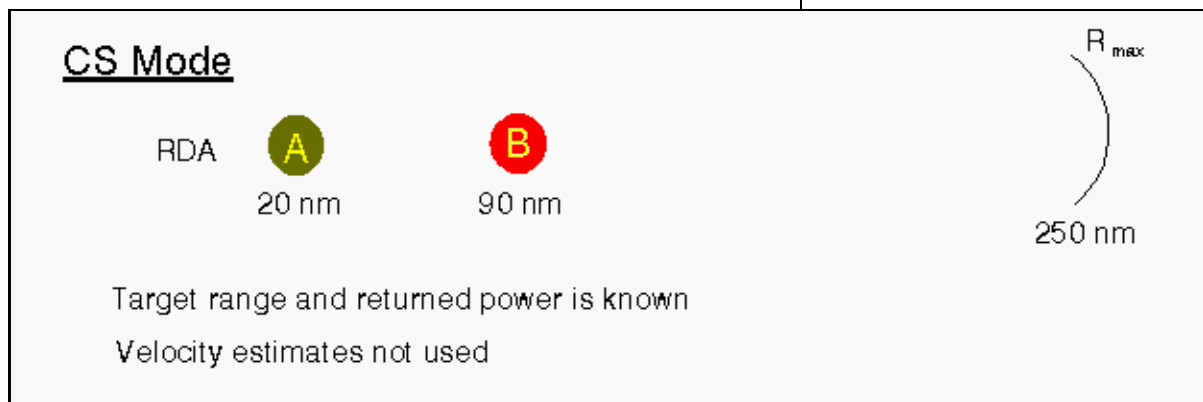 CS Mode
R max
RDA A B
20 nm 90 nm
250 nm
Target range and returned power is known
Velocity estimates not used